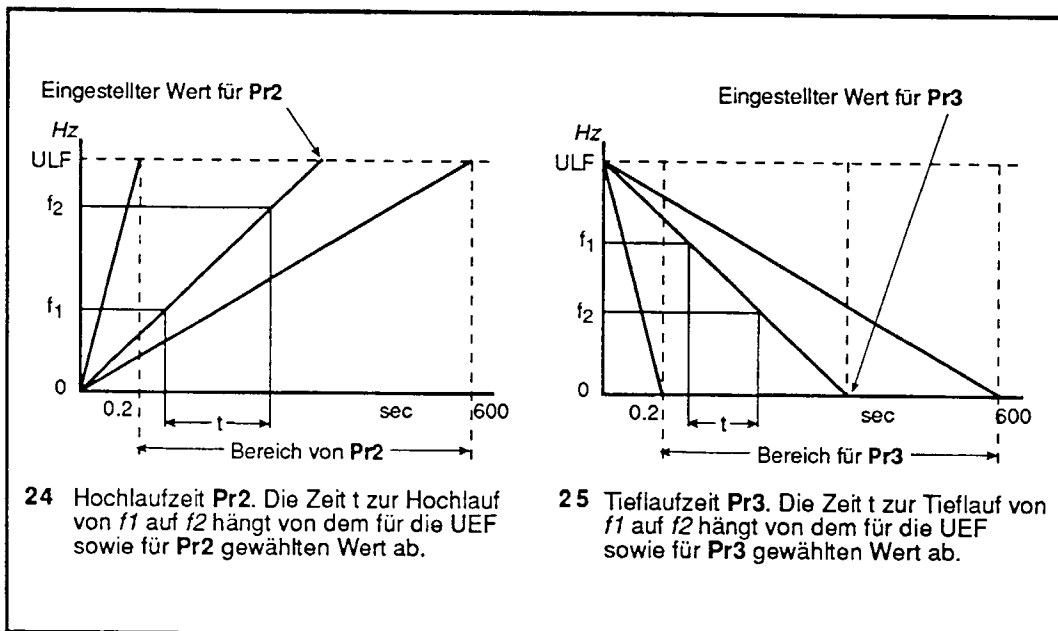 Eingestellter Wert für Pr2
Hz
ULF
f2
f1
0
0.2
t
sec
600
Bereich von Pr2
24 Hochlaufzeit Pr2. Die Zeit t zur Hochlauf
von f1 auf f2 hängt von dem für die UEF
sowie für Pr2 gewählten Wert ab.
Eingestellter Wert für Pr3
Hz
ULF
f1
f2
0
0.2
t
sec
600
Bereich für Pr3
25 Tieflaufzeit Pr3. Die Zeit t zur Tieflauf von
f1 auf f2 hängt von dem für die UEF
sowie für Pr3 gewählten Wert ab.